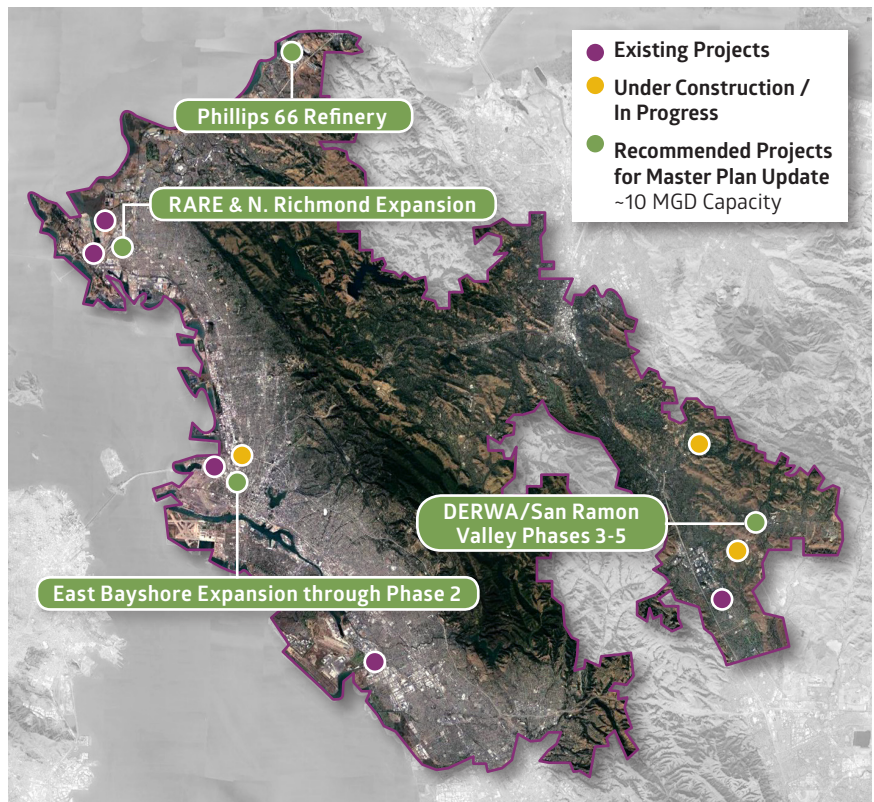 Existing Projects
Under Construction /
In Progress
Recommended Projects
for Master Plan Update
~10 MGD Capacity
Phillips 66 Refinery
RARE & N. Richmond Expansion
DERWA/San Ramon
Valley Phases 3-5
East Bayshore Expansion through Phase 2